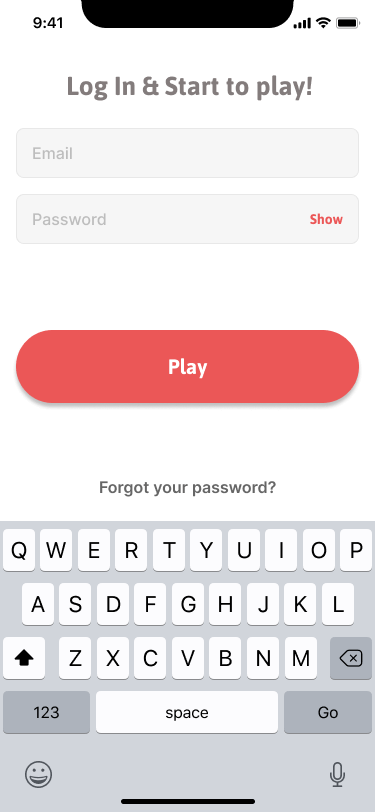 9:41
Log In & Start to play!
Email
Password Show
Play
Forgot your password?
Q W E R T Y U I O P
A S D F G H J K L
Z X C V B N M
123 space Go